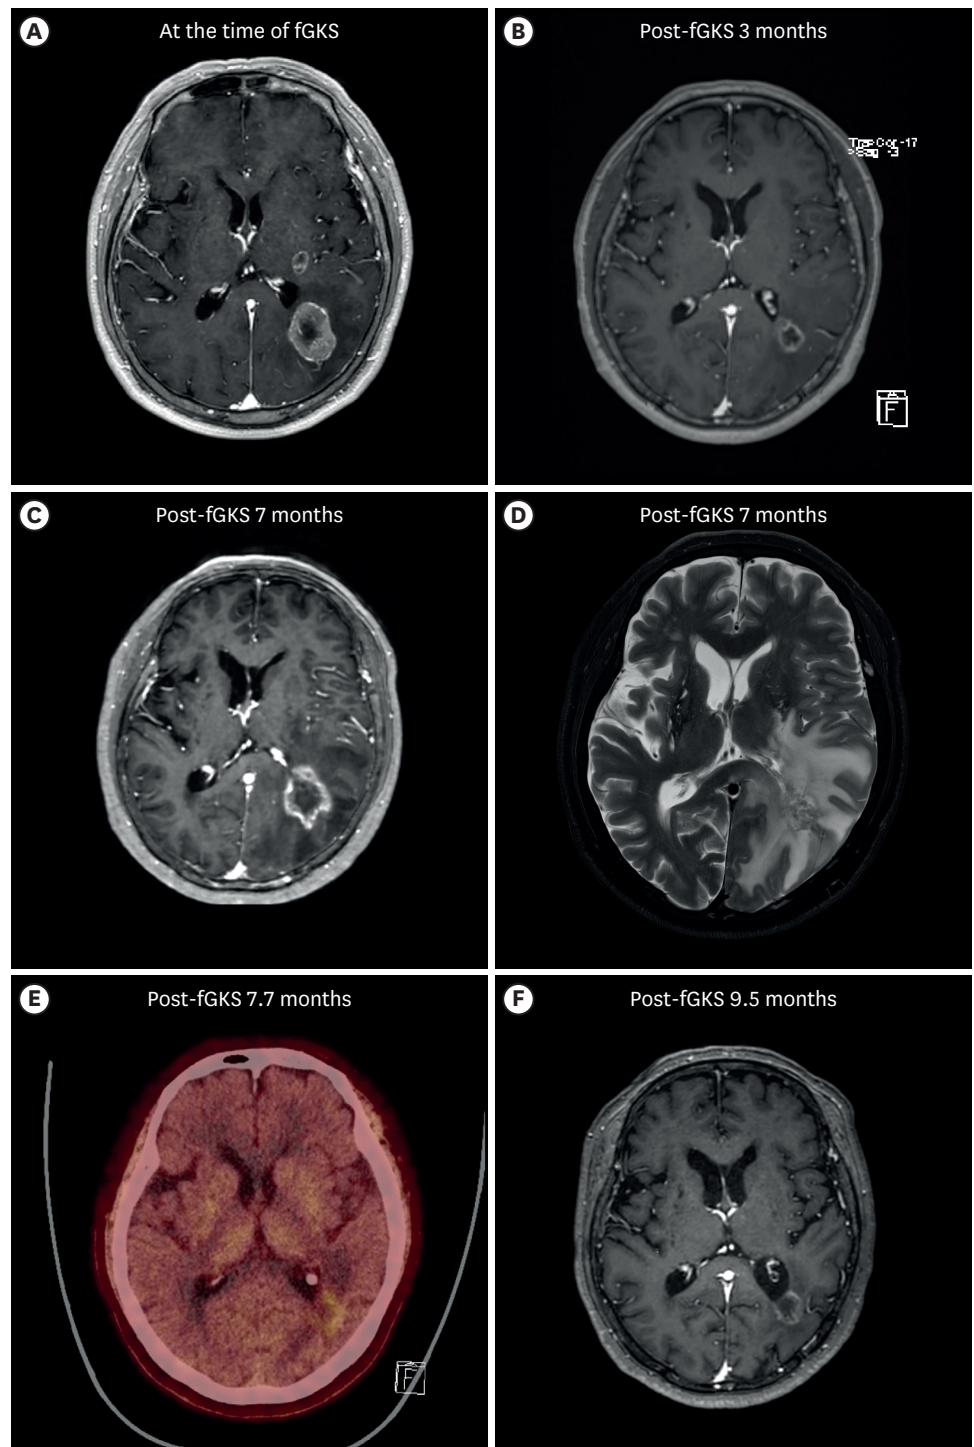 A
At the time of fGKS
B
Post-fGKS 3 months
F
C
Post-fGKS 7 months
D
Post-fGKS 7 months
E
Post-fGKS 7.7 months
F
F
Post-fGKS 9.5 months